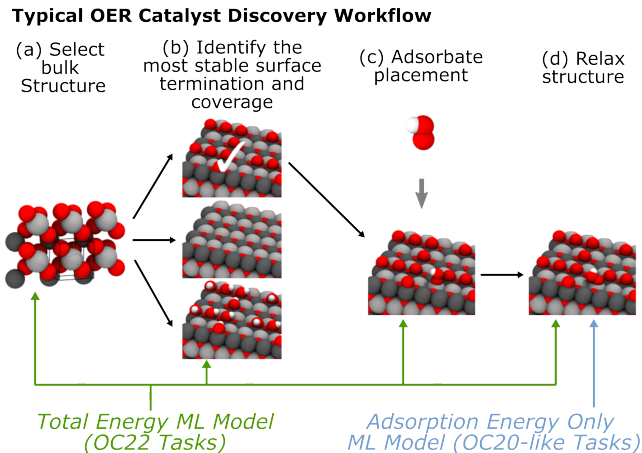 Typical OER Catalyst Discovery Workflow
(a) Select
bulk
Structure
(b) Identify the
most stable surface
termination and
coverage
(c) Adsorbate
placement
(d) Relax
structure
Total Energy ML Model
(OC22 Tasks)
Adsorption Energy Only
ML Model (OC20-like Tasks)